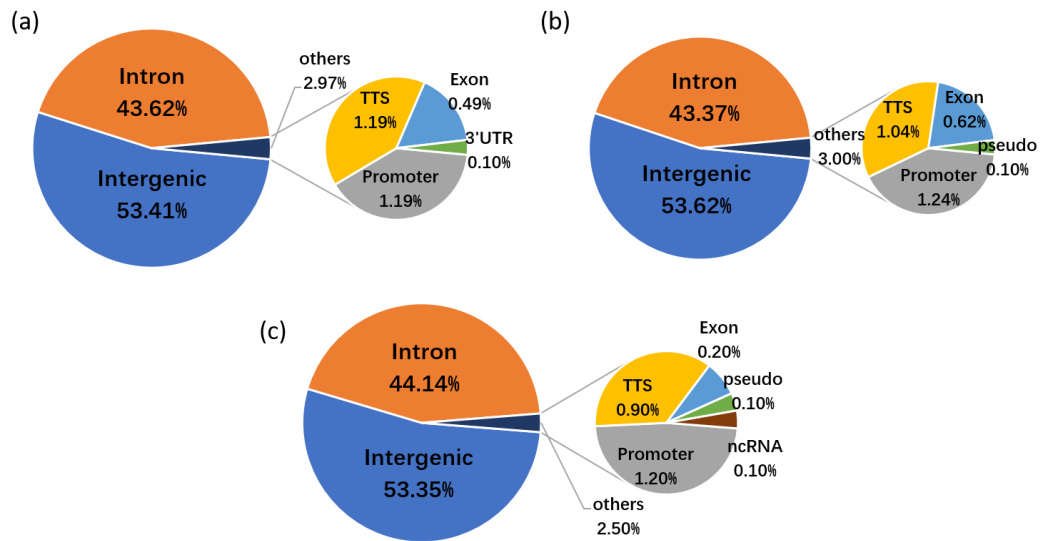 (a)
Intron
43.62%
Intergenic
53.41%
others
2.97%
TTS
1.19%
Exon
0.49%
3'UTR
0.10%
Promoter
1.19%
(b)
Intron
43.37%
Intergenic
53.62%
others
3.00%
TTS
1.04%
Exon
0.62%
pseudo
0.10%
Promoter
1.24%
(c)
Intron
44.14%
Intergenic
53.35%
others
2.50%
TTS
0.90%
Exon
0.20%
pseudo
0.10%
ncRNA
0.10%
Promoter
1.20%